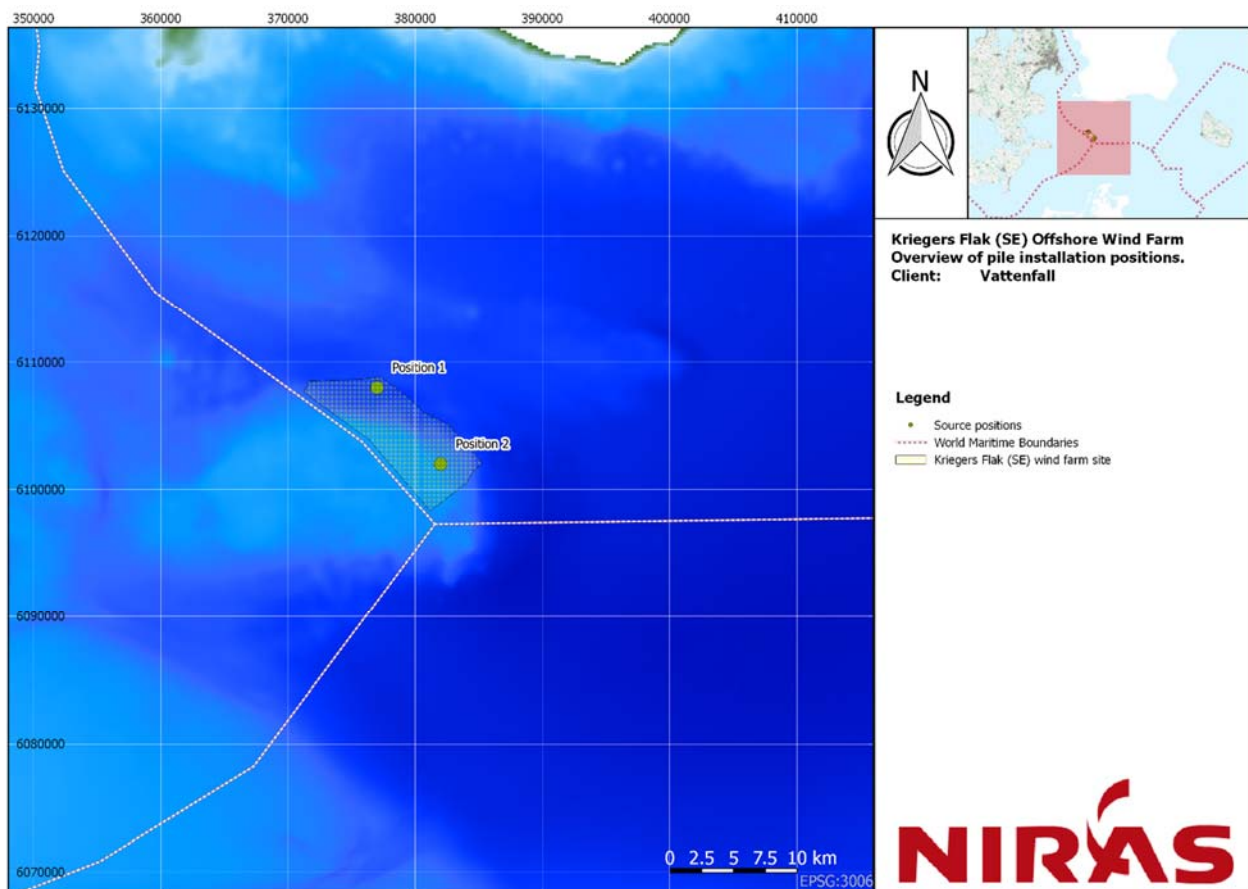 350000 360000 370000 380000 390000 400000 410000
6130000
6120000
6110000
6100000
6090000
6080000
6070000
Position 1
Position 2
0 2.5 5 7.5 10 km
EPSG:3006
N
Kriegers Flak (SE) Offshore Wind Farm
Overview of pile installation positions.
Client: Vattenfall
Legend
Source positions
World Maritime Boundaries
Kriegers Flak (SE) wind farm site
NIRAS